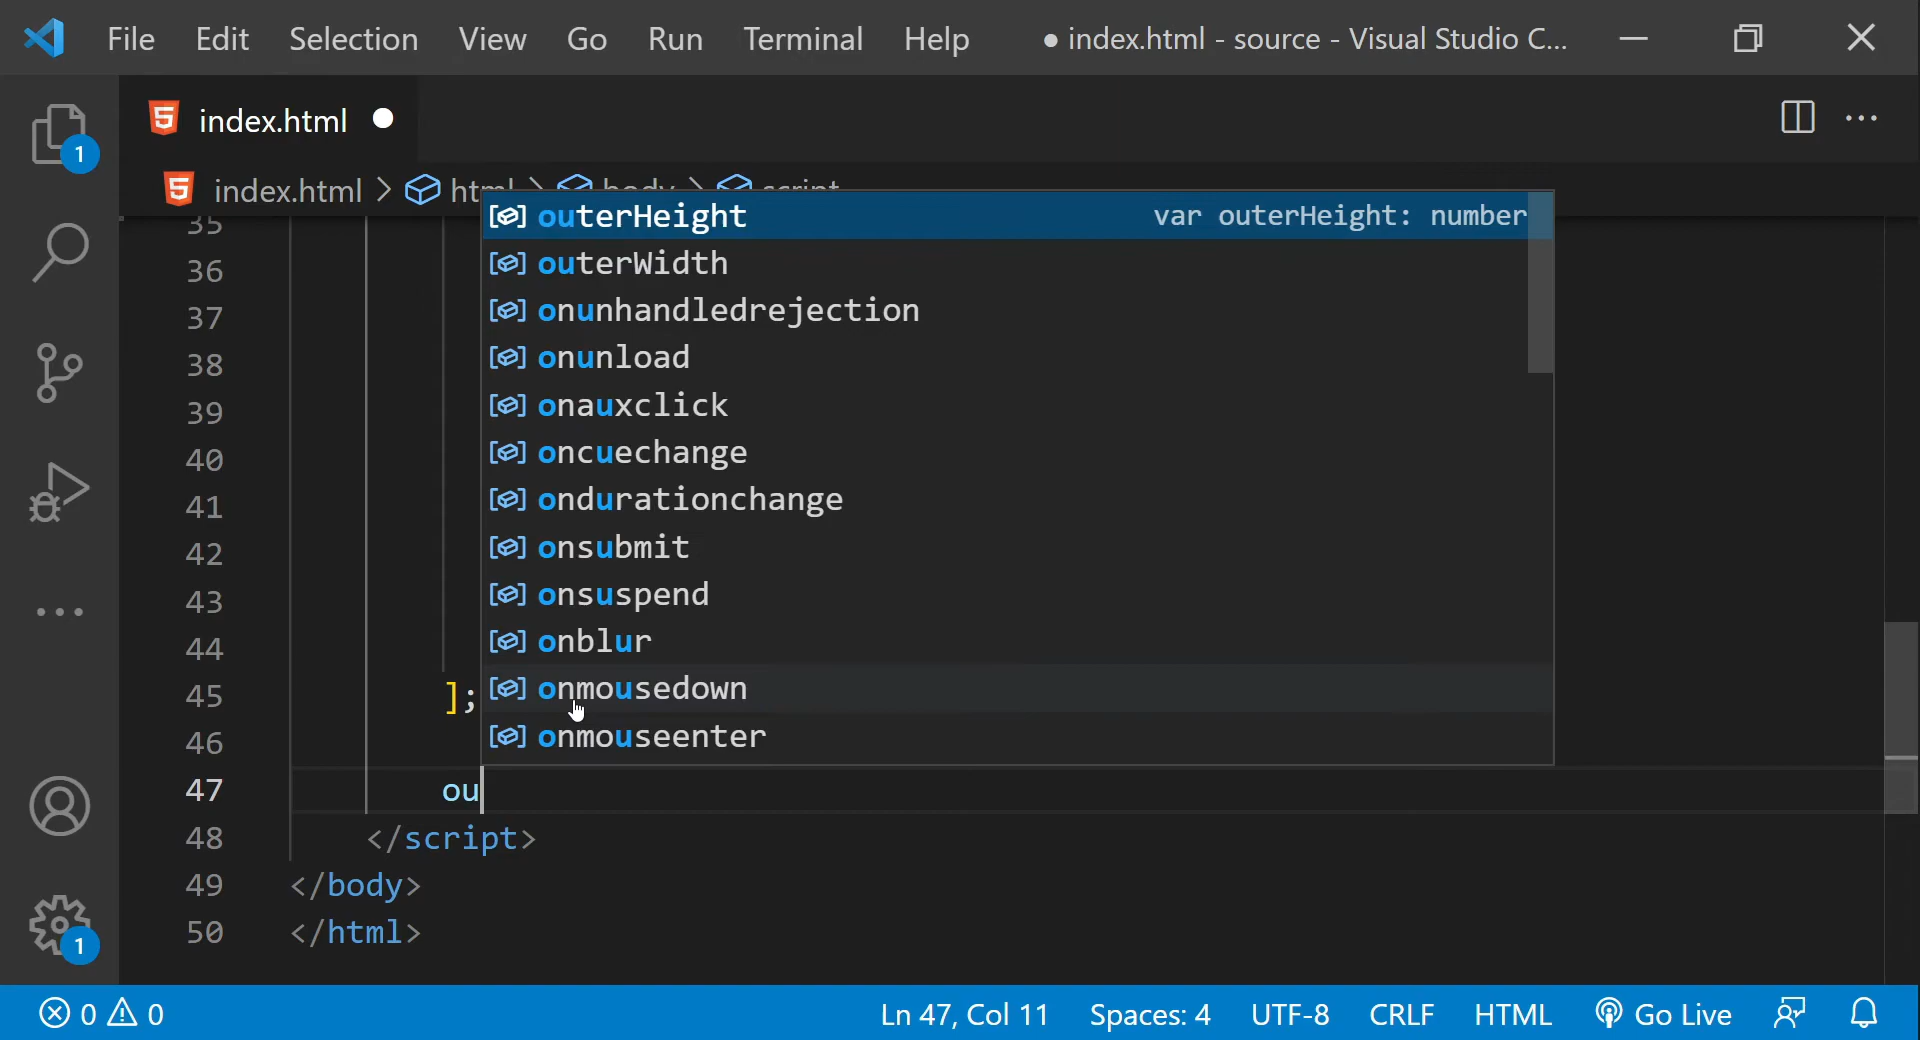 File Edit Selection View Go Run Terminal Help ● index.html - source - Visual Studio C...
1
index.html ●
index.html > html > body > script
35
outerHeight var outerHeight: number
outerWidth
36
onunhandledrejection
37
onunload
38
onauxclick
39
oncuechange
40
ondurationchange
41
onsubmit
42
onsuspend
43
onblur
44
45 ]; onmousedown
46 onmouseenter
47 ou
48 </script>
49 </body>
50 </html>
1
0 0 Ln 47, Col 11 Spaces: 4 UTF-8 CRLF HTML Go Live